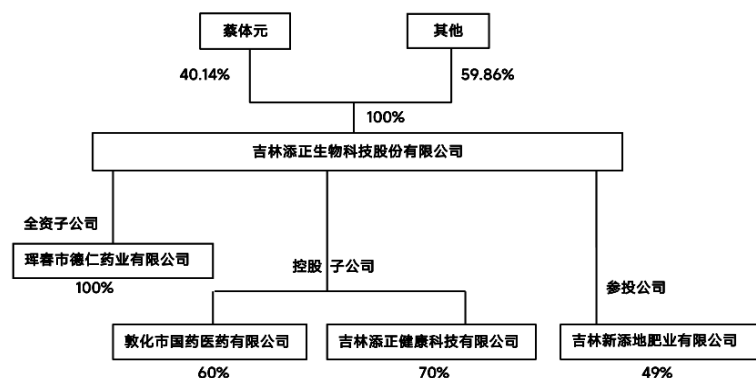 蔡体元
其他
40.14%
59.86%
100%
吉林添正生物科技股份有限公司
全资子公司
珲春市德仁药业有限公司
100%
控股 子公司
参投公司
敦化市国药医药有限公司
吉林添正健康科技有限公司
吉林新添地肥业有限公司
60%
70%
49%